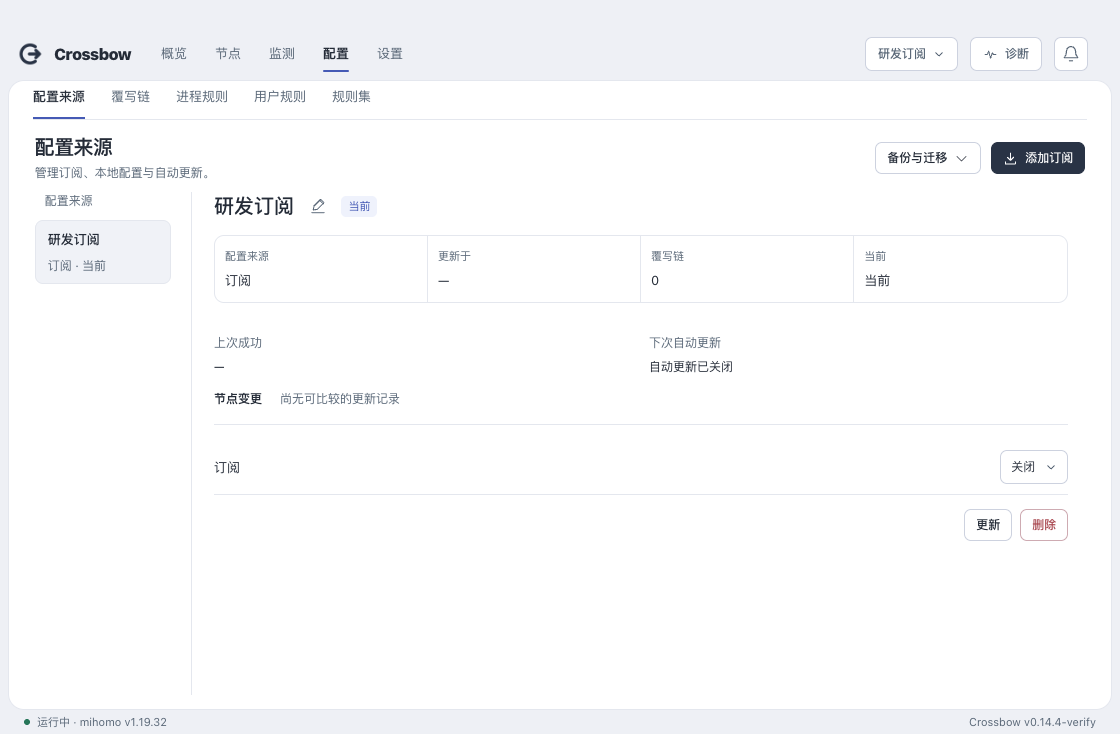 Crossbow 概览 节点 监测 配置 设置 研发订阅 诊断
配置来源 覆写链 进程规则 用户规则 规则集
配置来源
管理订阅、本地配置与自动更新。
备份与迁移 添加订阅
配置来源
研发订阅
订阅 · 当前
研发订阅 当前
配置来源 更新于 覆写链 当前
订阅 — 0 当前
上次成功 下次自动更新
— 自动更新已关闭
节点变更 尚无可比较的更新记录
订阅 关闭
更新 删除
运行中 · mihomo v1.19.32 Crossbow v0.14.4-verify